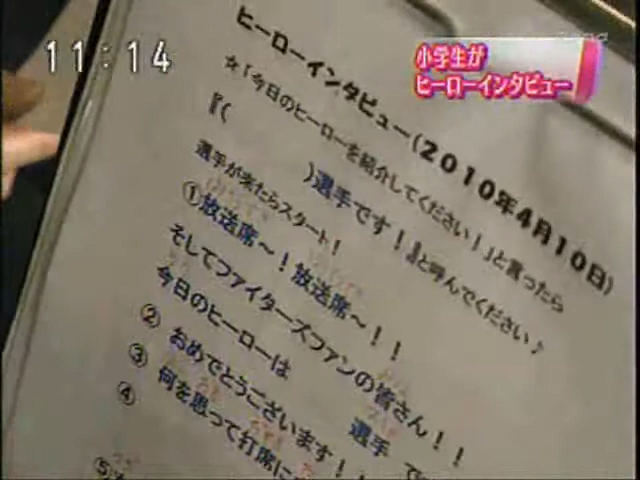 11:14
小学生が
ヒーローインタビュー
ヒーローインタビュー(2010年4月10日)
☆「今日のヒーローを紹介してください!」と言ったら
『(　　　　)選手です!』と呼んでください♪
選手が来たらスタート!
①放送席~!放送席~!!
そしてファイターズファンの皆さん!!
今日のヒーローは　　　選手　で
②おめでとうございます!!
③何を思って打席に
④
⑤